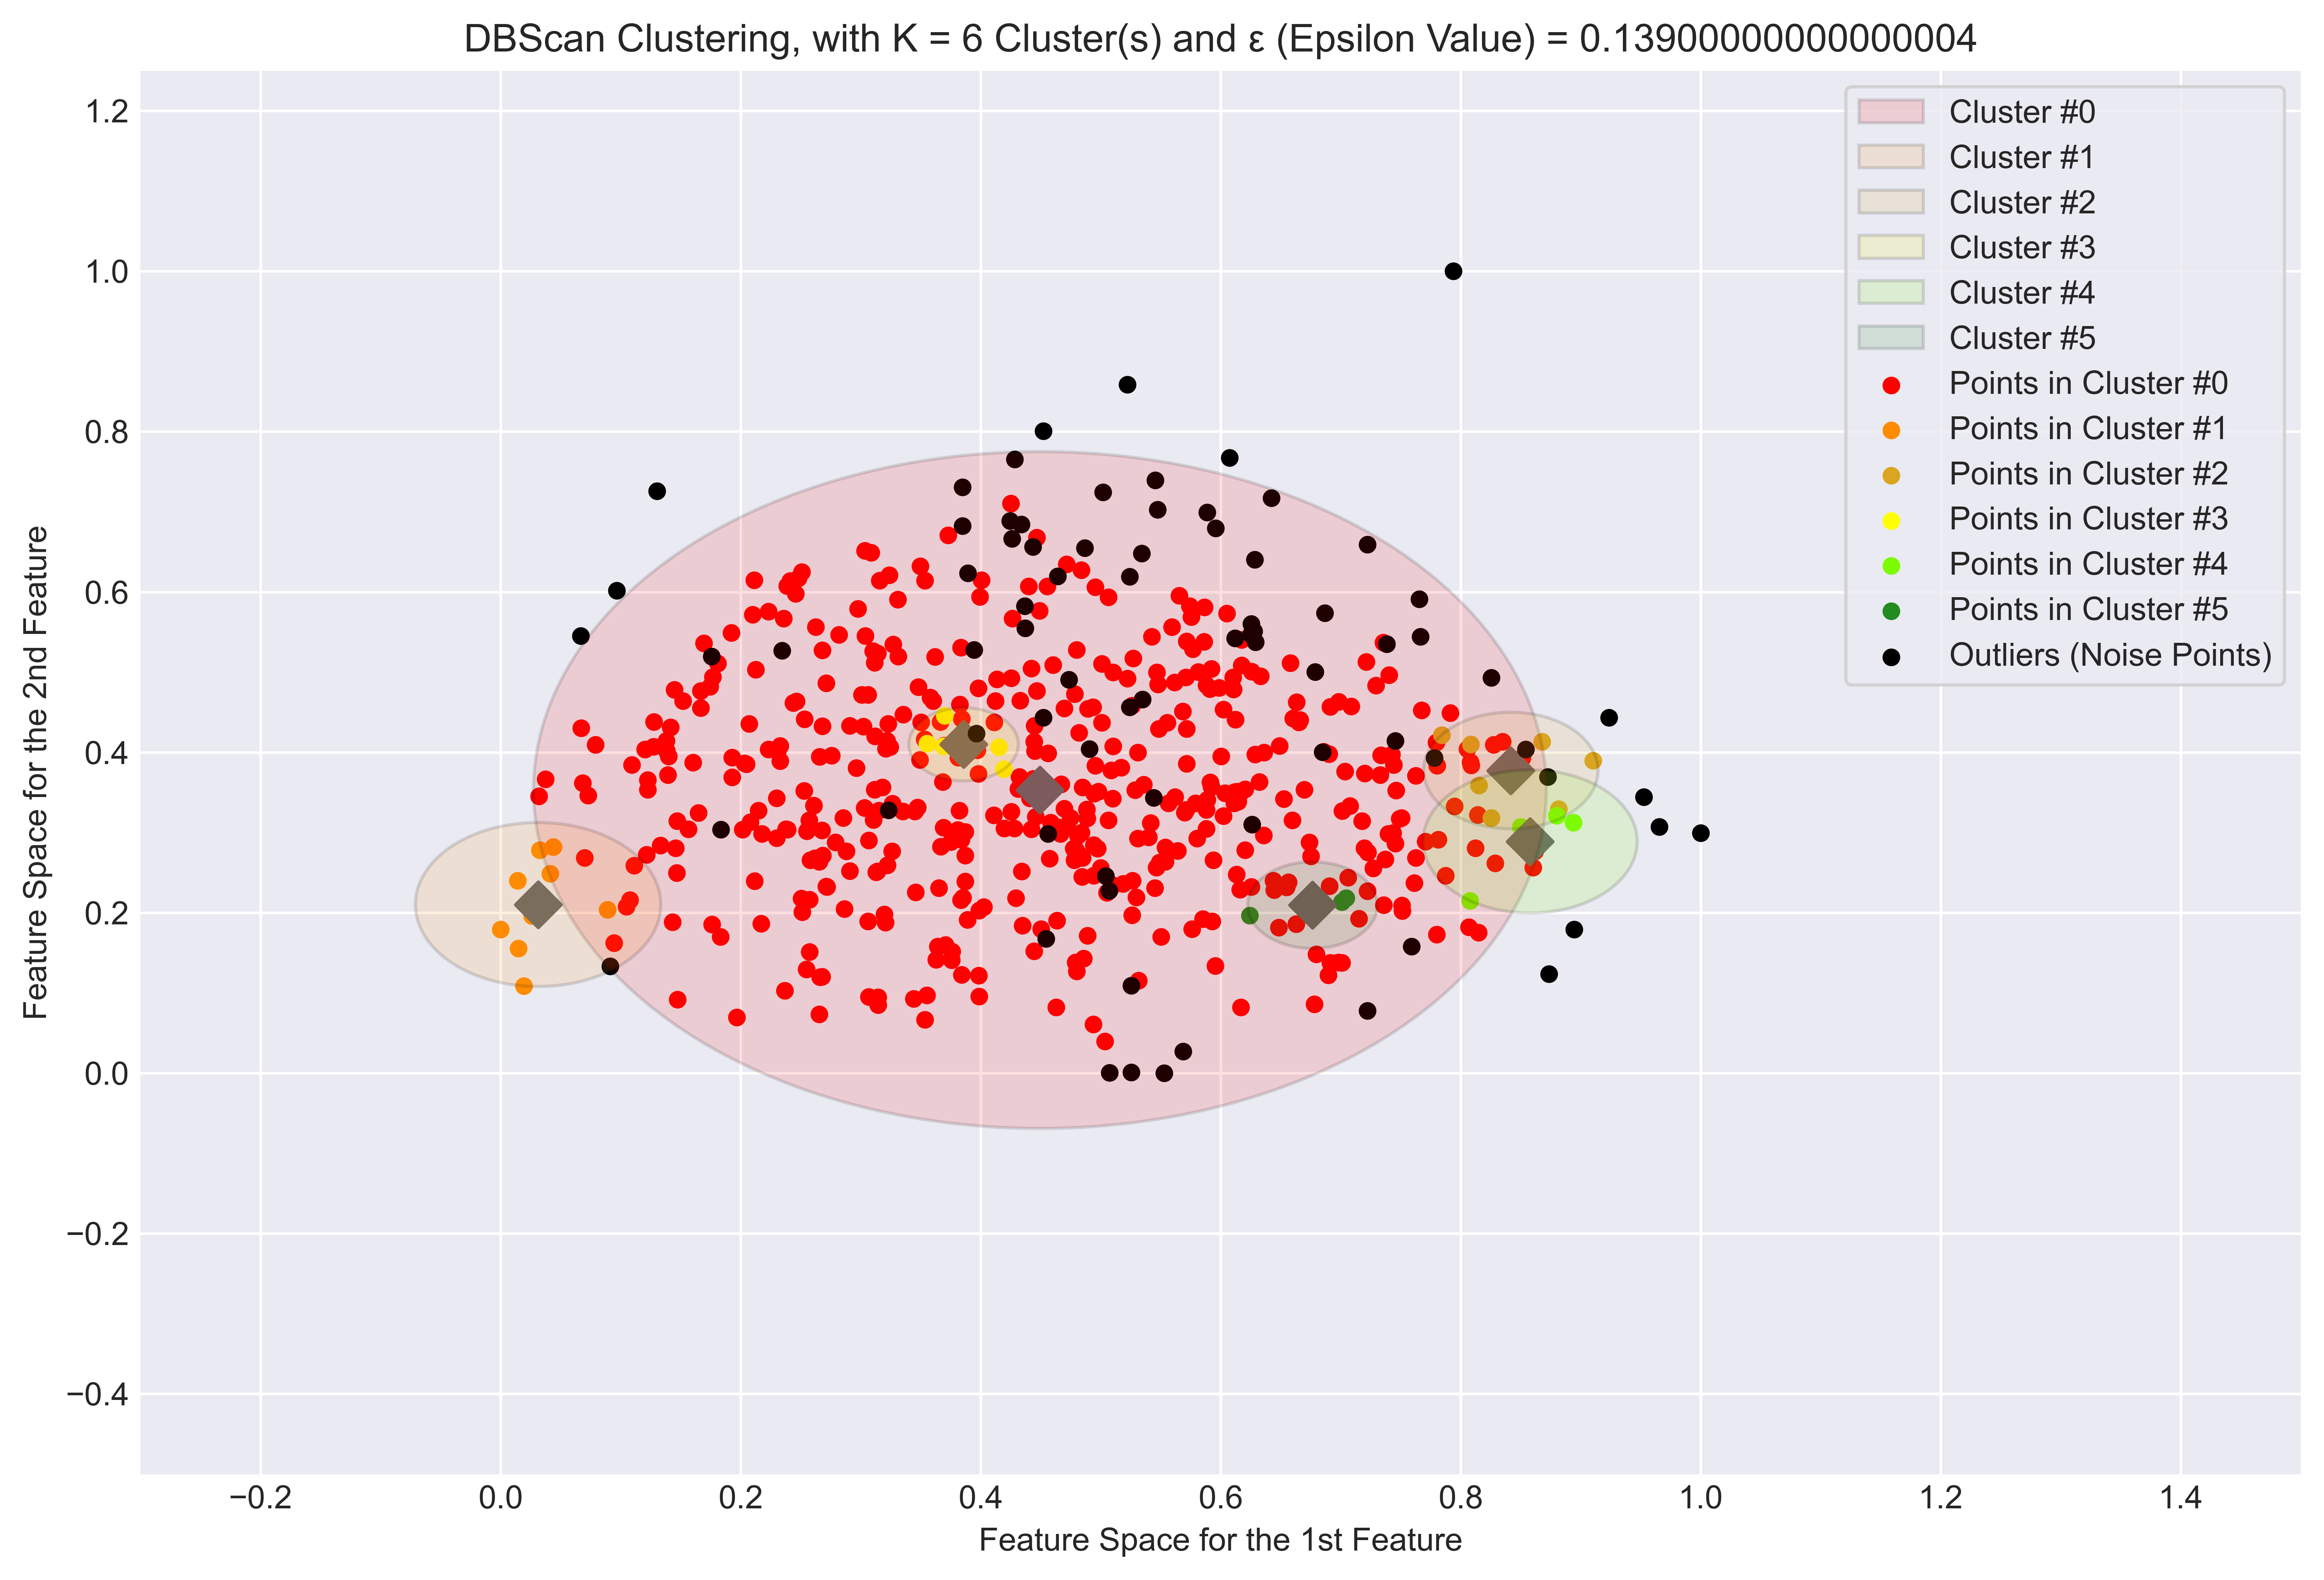 DBScan Clustering, with K = 6 Cluster(s) and ε (Epsilon Value) = 0.13900000000000004
Cluster #0
Cluster #1
Cluster #2
Cluster #3
Cluster #4
Cluster #5
Points in Cluster #0
Points in Cluster #1
Points in Cluster #2
Points in Cluster #3
Points in Cluster #4
Points in Cluster #5
Outliers (Noise Points)
Feature Space for the 2nd Feature
1.2
1.0
0.8
0.6
0.4
0.2
0.0
−0.2
−0.4
−0.2 0.0 0.2 0.4 0.6 0.8 1.0 1.2 1.4
Feature Space for the 1st Feature